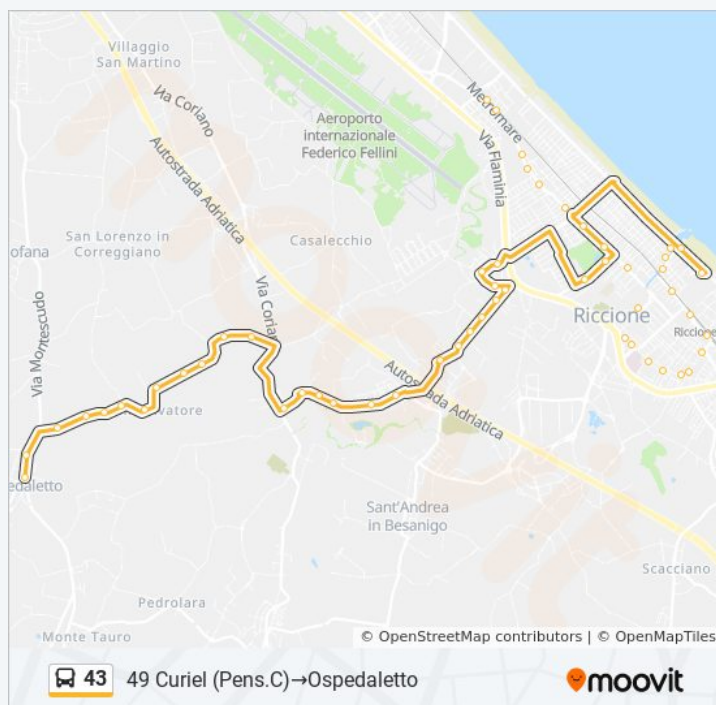 Villaggio
San Martino
Via Coriano
Metromare
Aeroporto
internazionale
Federico Fellini
Via Flaminia
Autostrada Adriatica
ofana
San Lorenzo in
Correggiano
Casalecchio
Via Coriano
Via Montescudo
Riccione
Riccione
Autostrada Adriatica
vatore
edaletto
Sant'Andrea
in Besanigo
Scacciano
Pedrolara
Monte Tauro
© OpenStreetMap contributors | © OpenMapTiles
43 49 Curiel (Pens.C)→Ospedaletto moovit